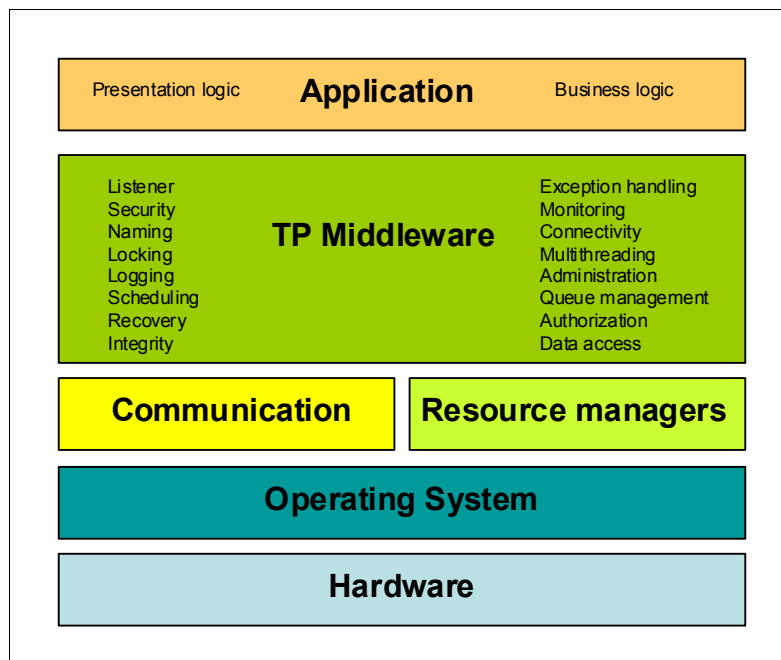 Presentation logic Application Business logic
Listener
Security
Naming
Locking
Logging
Scheduling
Recovery
Integrity
TP Middleware
Exception handling
Monitoring
Connectivity
Multithreading
Administration
Queue management
Authorization
Data access
Communication
Resource managers
Operating System
Hardware